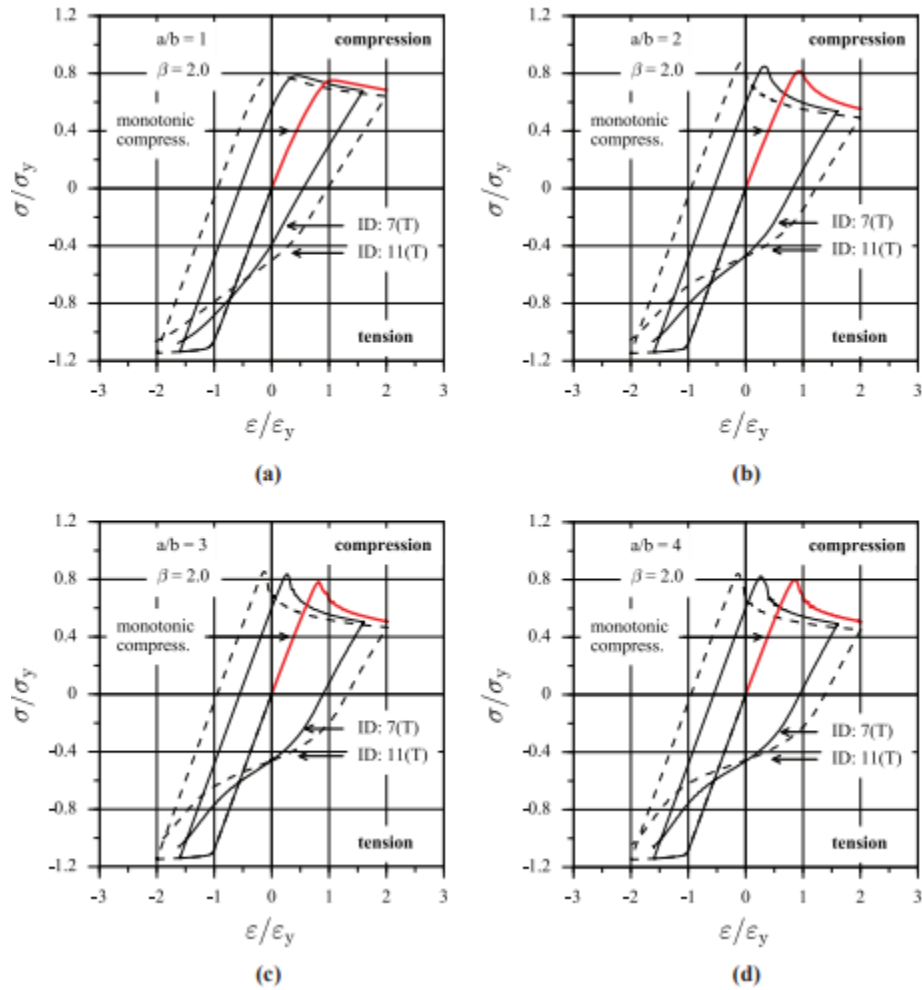 1.2
a/b = 1
compression
0.8
β = 2.0
monotonic
compress.
0.4
σ/σy
0
ID: 7(T)
-0.4
ID: 11(T)
-0.8
tension
-1.2
-3 -2 -1 0 1 2 3
ε/εy
(a)
1.2
a/b = 2
compression
0.8
β = 2.0
monotonic
compress.
0.4
σ/σy
0
ID: 7(T)
-0.4
ID: 11(T)
-0.8
tension
-1.2
-3 -2 -1 0 1 2 3
ε/εy
(b)
1.2
a/b = 3
compression
0.8
β = 2.0
monotonic
compress.
0.4
σ/σy
0
ID: 7(T)
-0.4
ID: 11(T)
-0.8
tension
-1.2
-3 -2 -1 0 1 2 3
ε/εy
(c)
1.2
a/b = 4
compression
0.8
β = 2.0
monotonic
compress.
0.4
σ/σy
0
ID: 7(T)
-0.4
ID: 11(T)
-0.8
tension
-1.2
-3 -2 -1 0 1 2 3
ε/εy
(d)